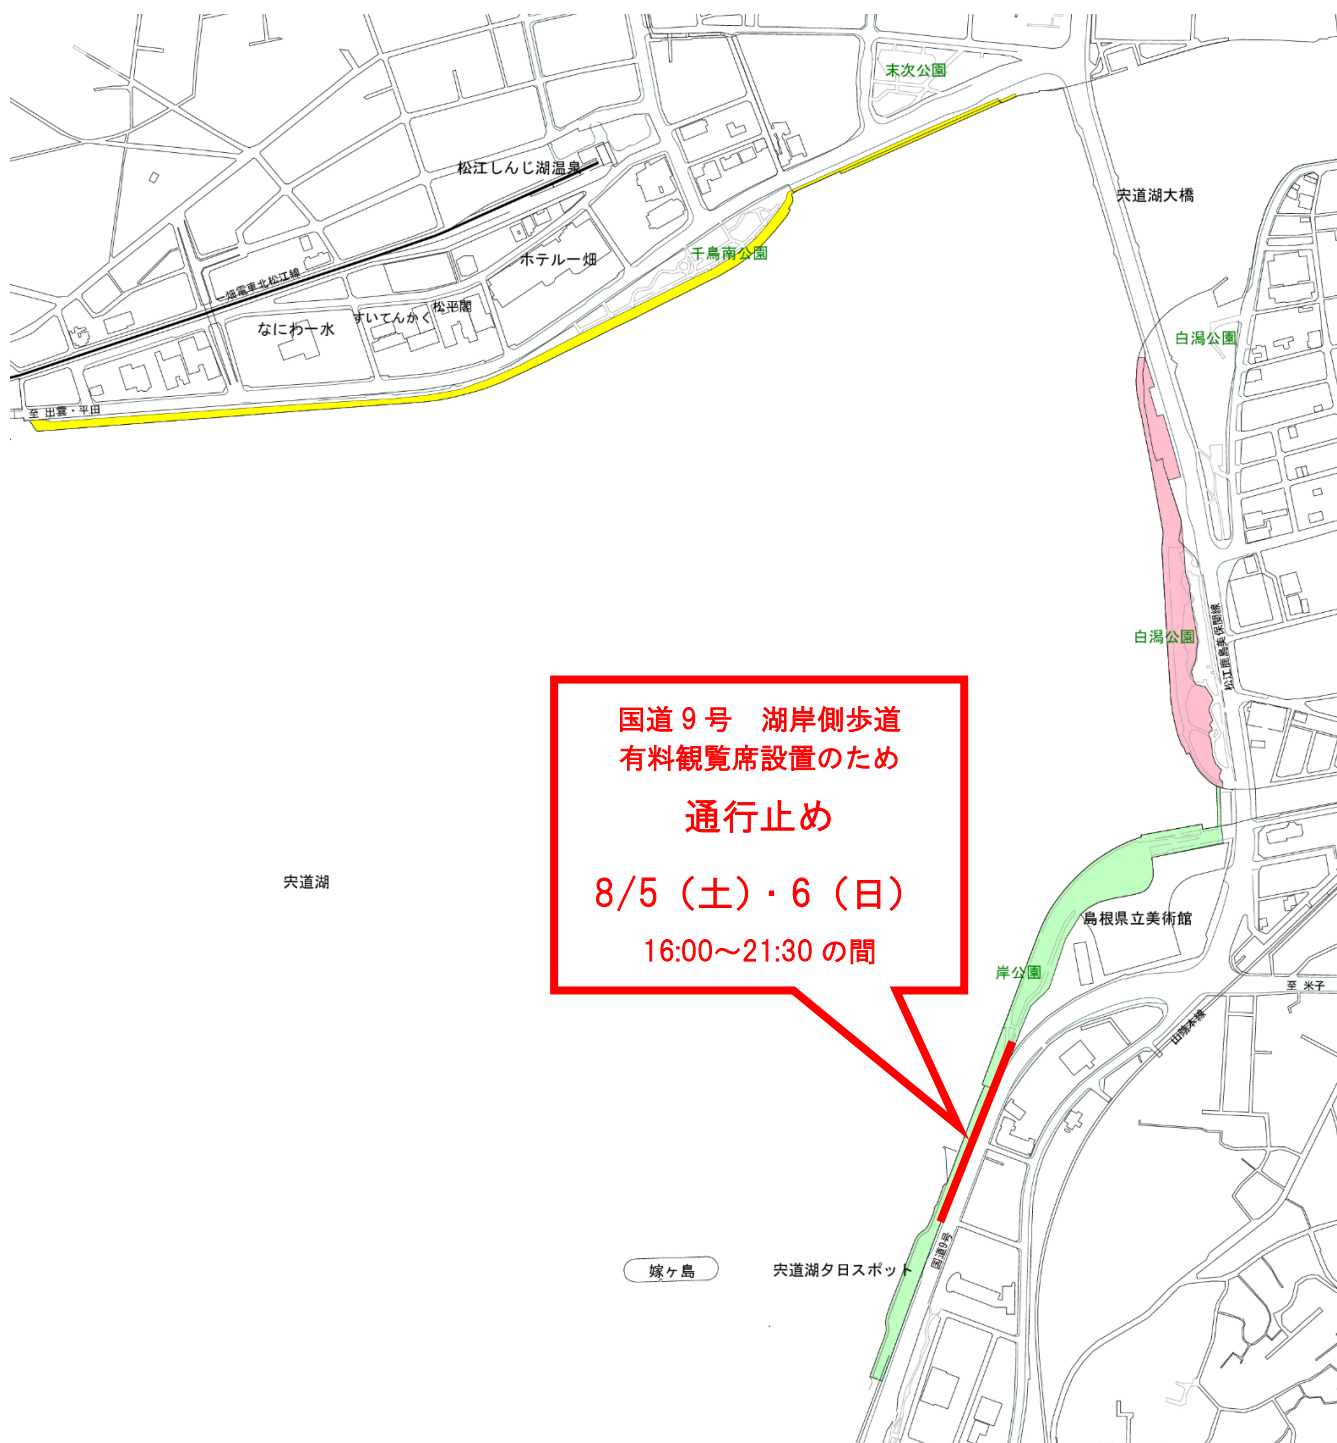 末次公園
松江しんじ湖温泉
宍道湖大橋
千鳥南公園
ホテル一畑
一畑電車北松江線
松平閣
すいてんかく
なにわ一水
白潟公園
至 出雲・平田
松江鹿島美保関線
白潟公園
国道9号 湖岸側歩道
有料観覧席設置のため
通行止め
8/5（土）・6（日）
16:00～21:30の間
宍道湖
島根県立美術館
岸公園
至 米子
山陰本線
国道9号
嫁ヶ島
宍道湖夕日スポット